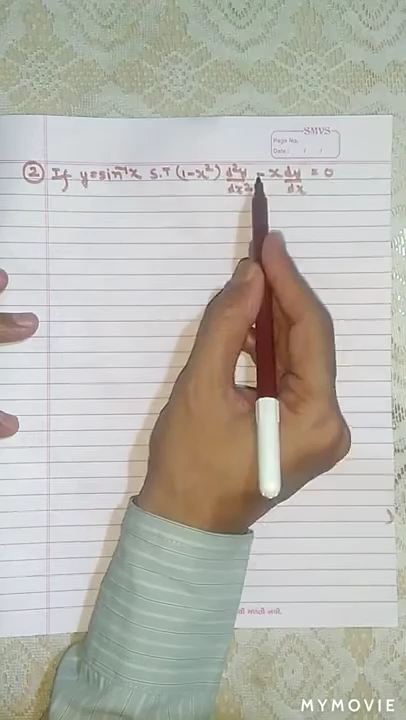 SMVS
Page No.
Date : / /
② If y=sin⁻¹x S.T (1-x²) d²y/dx² - x dy/dx = 0
MYMOVIE